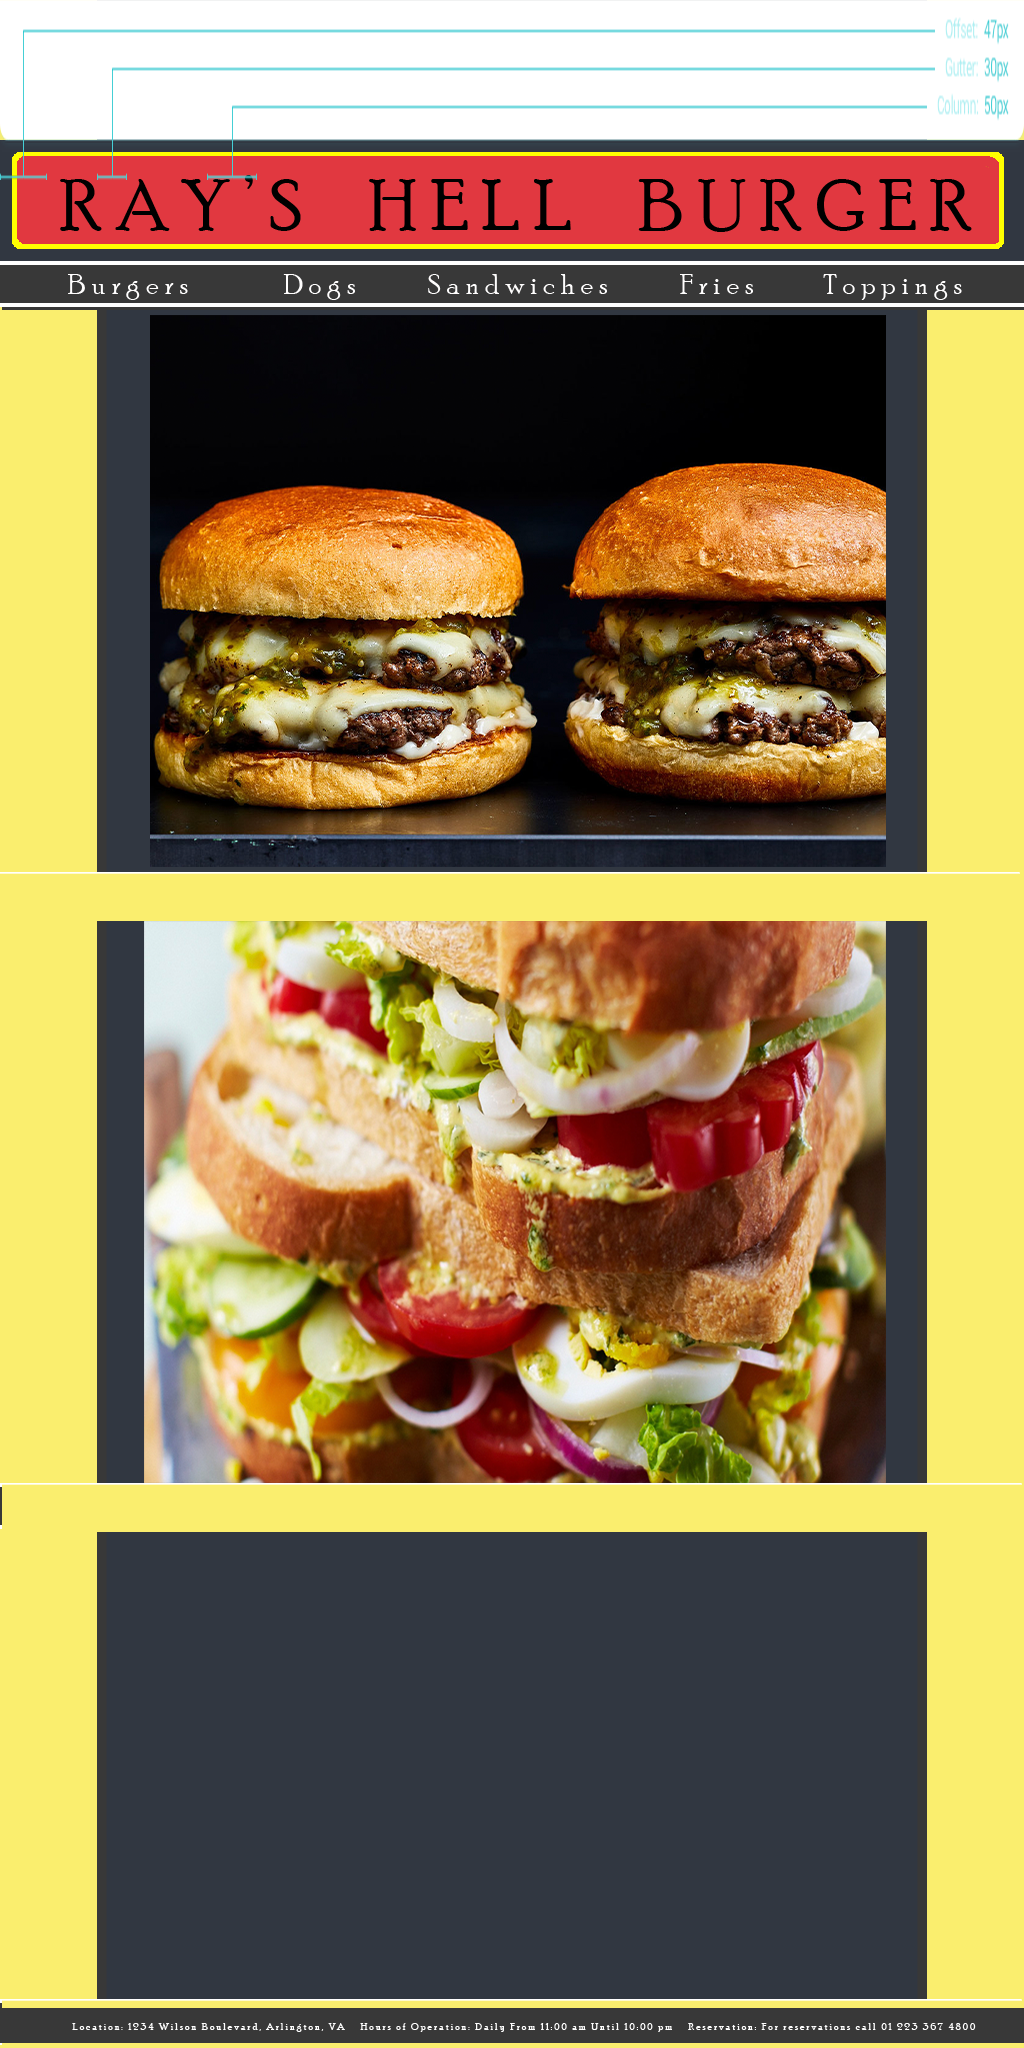 Offset: 47px
Gutter: 30px
Column: 50px
RAY'S HELL BURGER
Burgers Dogs Sandwiches Fries Toppings
Location: 1234 Wilson Boulevard, Arlington, VA Hours of Operation: Daily From 11:00 am Until 10:00 pm Reservation: For reservations call 01 223 367 4800